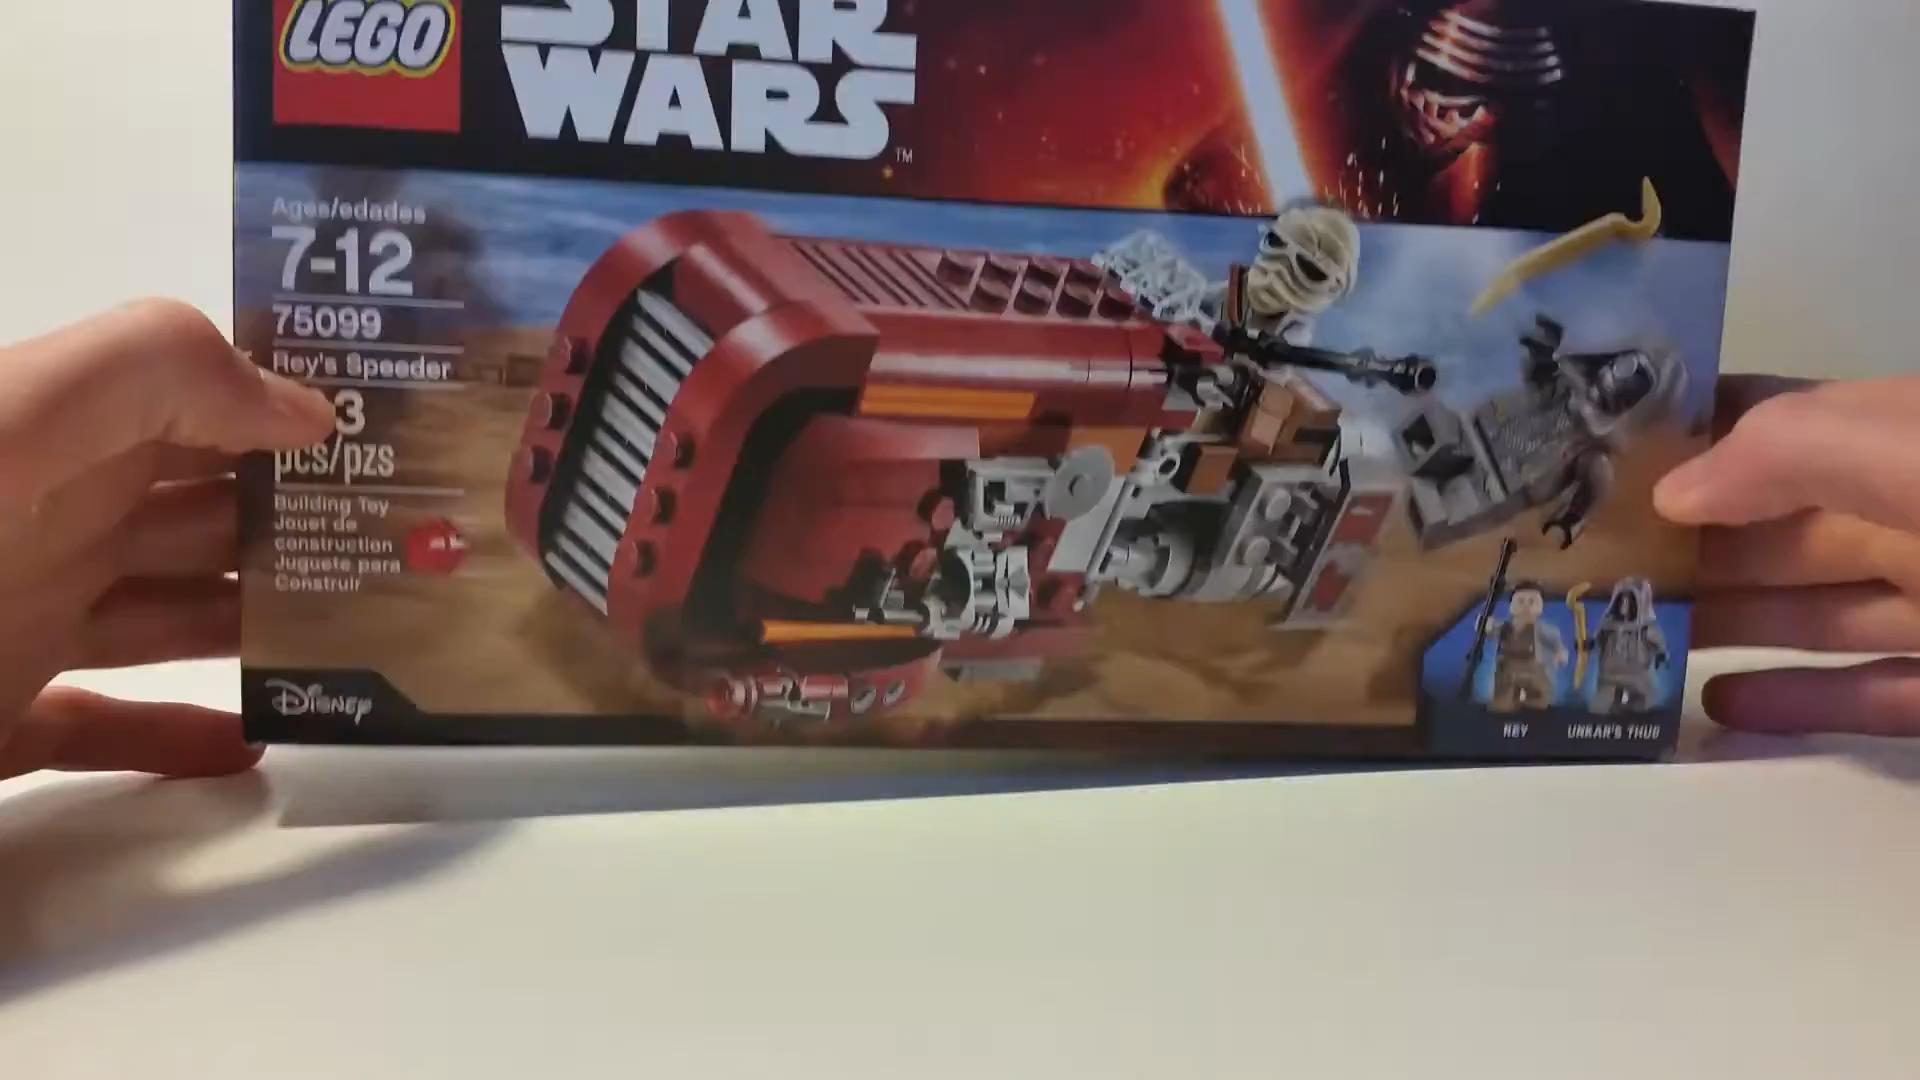 LEGO
STAR
WARS
TM
Ages/edades
7-12
75099
Rey's Speeder
3
pcs/pzs
Building Toy
Jouet de
construction
Juguete para
Construir
Disney
REY
UNKAR'S THUG